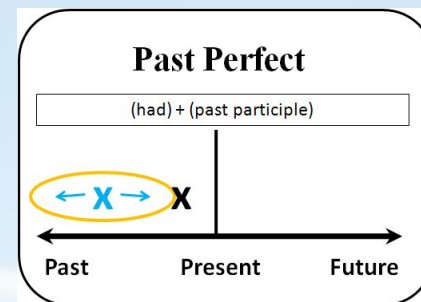 Past Perfect
(had) + (past participle)
X X
Past Present Future